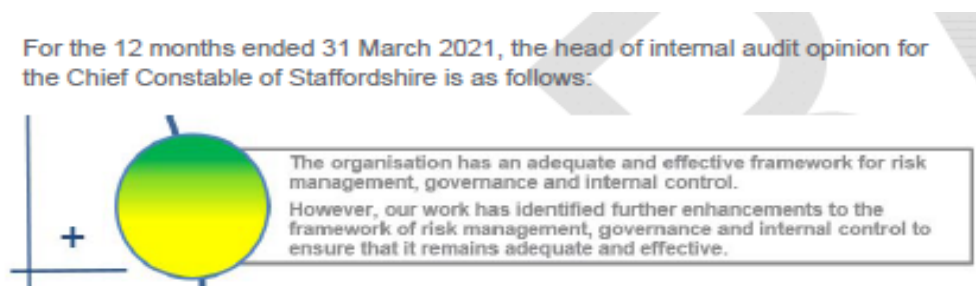 For the 12 months ended 31 March 2021, the head of internal audit opinion for
the Chief Constable of Staffordshire is as follows:
The organisation has an adequate and effective framework for risk
management, governance and internal control.
However, our work has identified further enhancements to the
framework of risk management, governance and internal control to
ensure that it remains adequate and effective.
+